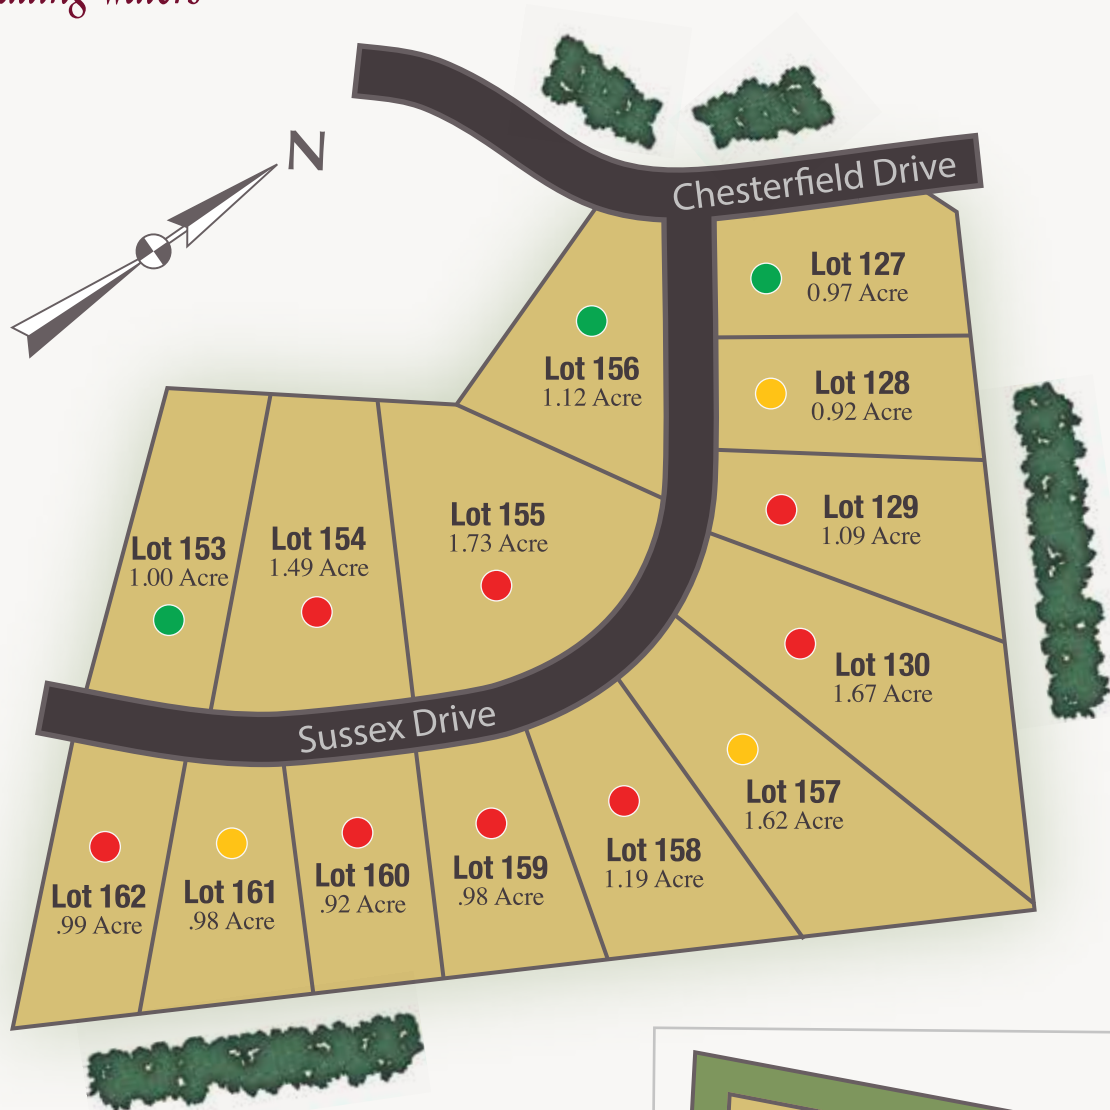 Waters
N
Chesterfield Drive
Lot 127
0.97 Acre
Lot 156
1.12 Acre
Lot 128
0.92 Acre
Lot 129
1.09 Acre
Lot 155
1.73 Acre
Lot 154
1.49 Acre
Lot 153
1.00 Acre
Lot 130
1.67 Acre
Sussex Drive
Lot 157
1.62 Acre
Lot 158
1.19 Acre
Lot 159
.98 Acre
Lot 160
.92 Acre
Lot 161
.98 Acre
Lot 162
.99 Acre